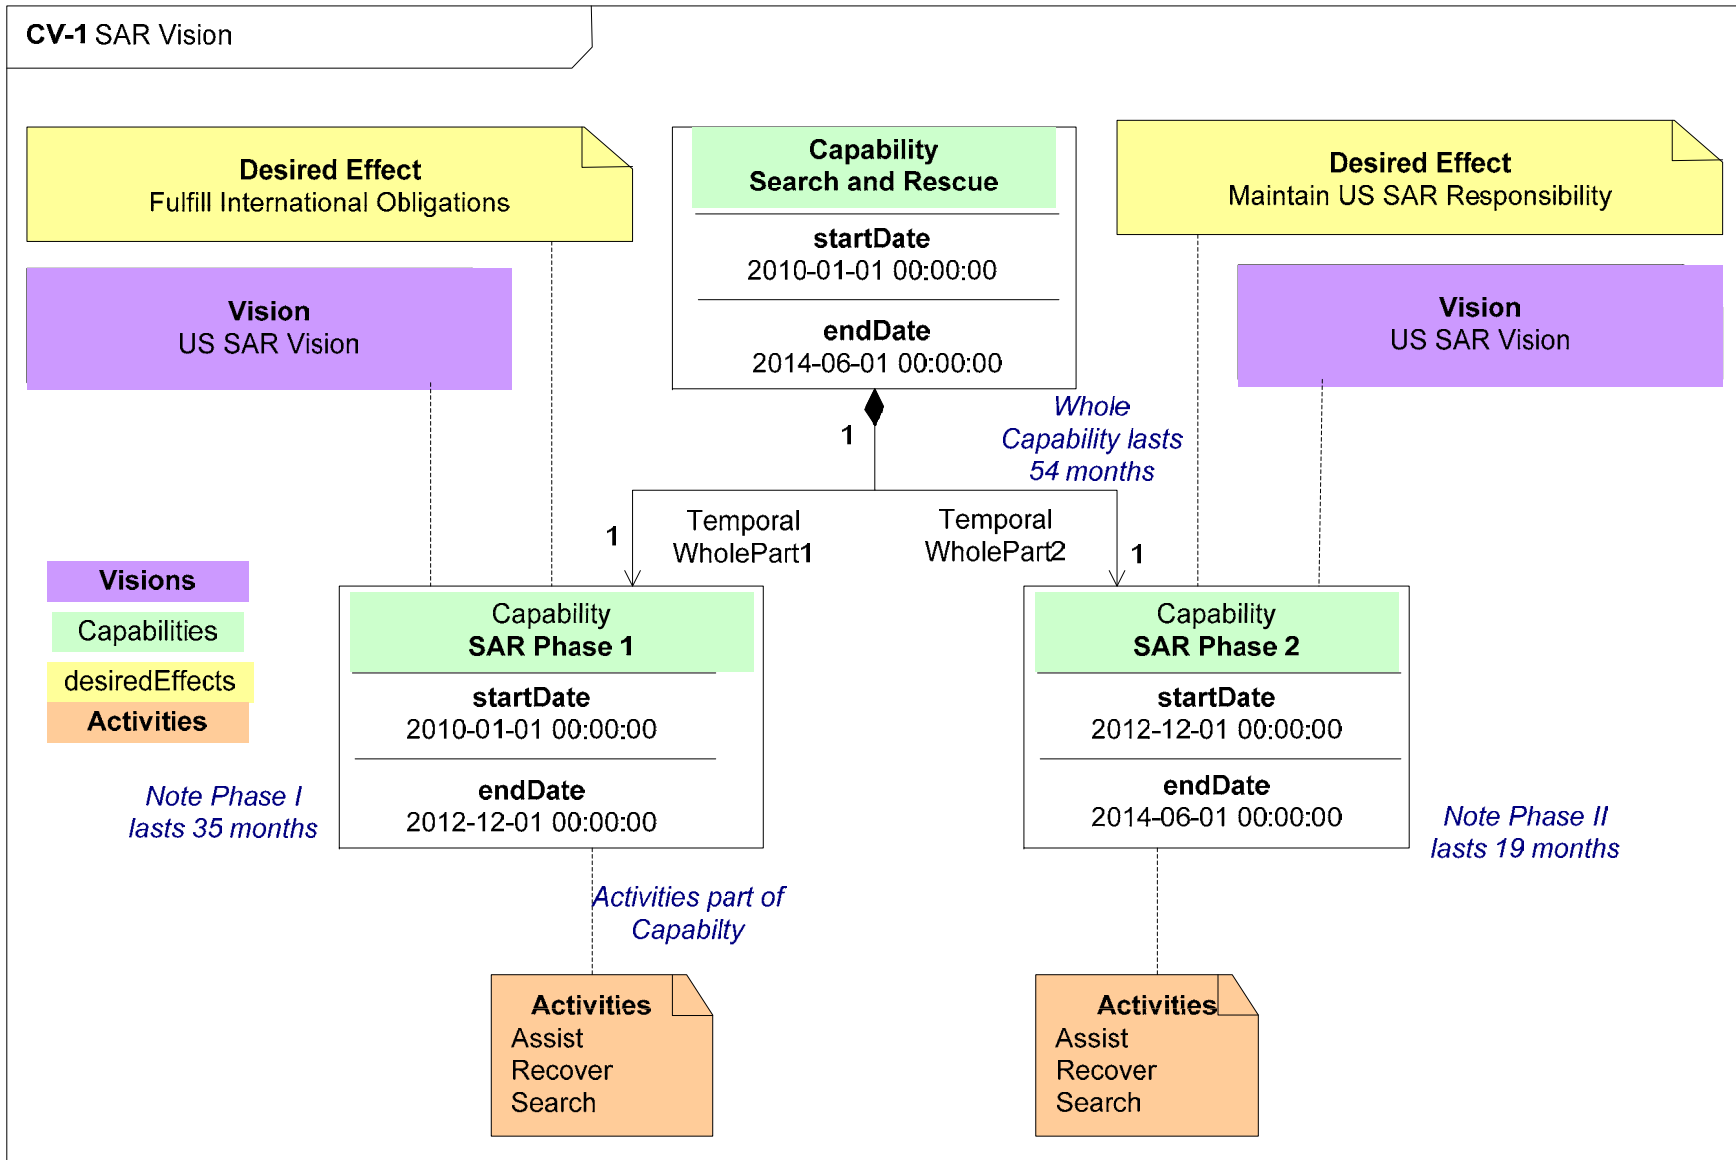 CV-1 SAR Vision
Desired Effect
Fulfill International Obligations
Capability
Search and Rescue
startDate
2010-01-01 00:00:00
endDate
2014-06-01 00:00:00
Desired Effect
Maintain US SAR Responsibility
Vision
US SAR Vision
Vision
US SAR Vision
1
Whole
Capability lasts
54 months
1
Temporal
WholePart1
Temporal
WholePart2
1
Visions
Capabilities
desiredEffects
Activities
Capability
SAR Phase 1
startDate
2010-01-01 00:00:00
endDate
2012-12-01 00:00:00
Capability
SAR Phase 2
startDate
2012-12-01 00:00:00
endDate
2014-06-01 00:00:00
Note Phase I
lasts 35 months
Note Phase II
lasts 19 months
Activities part of
Capabilty
Activities
Assist
Recover
Search
Activities
Assist
Recover
Search